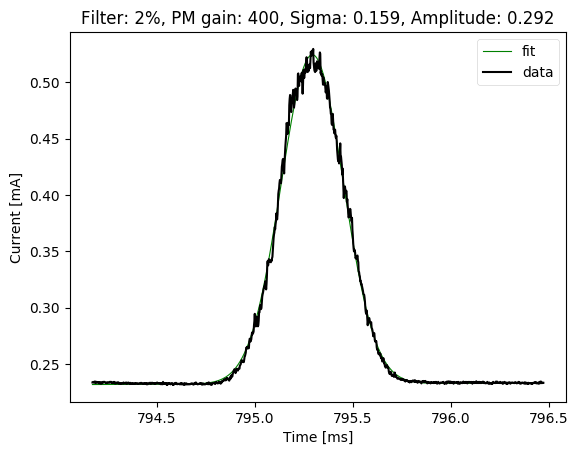 Filter: 2%, PM gain: 400, Sigma: 0.159, Amplitude: 0.292
fit
data
0.50
0.45
0.40
0.35
0.30
0.25
Current [mA]
794.5
795.0
795.5
796.0
796.5
Time [ms]